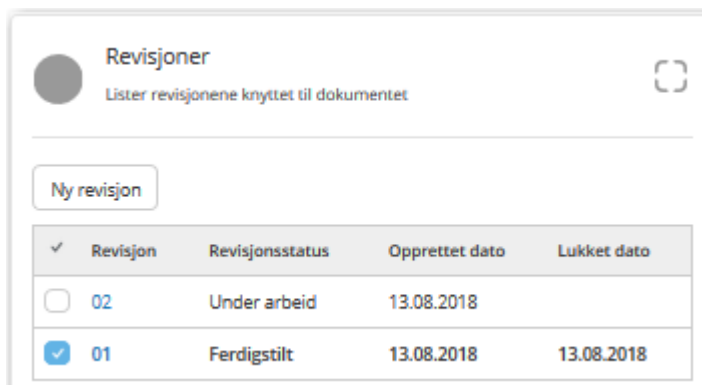 Revisjoner
Lister revisjonene knyttet til dokumentet
Ny revisjon
Revisjon Revisjonsstatus Opprettet dato Lukket dato
02 Under arbeid 13.08.2018
01 Ferdigstilt 13.08.2018 13.08.2018